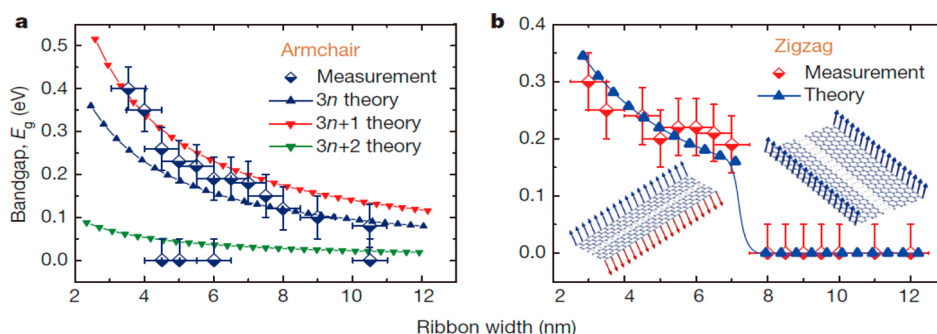 a
Armchair
Measurement
3n theory
3n+1 theory
3n+2 theory
Bandgap, Eg (eV)
0.5
0.4
0.3
0.2
0.1
0.0
2 4 6 8 10 12
b
Zigzag
Measurement
Theory
0.4
0.3
0.2
0.1
0.0
2 4 6 8 10 12
Ribbon width (nm)